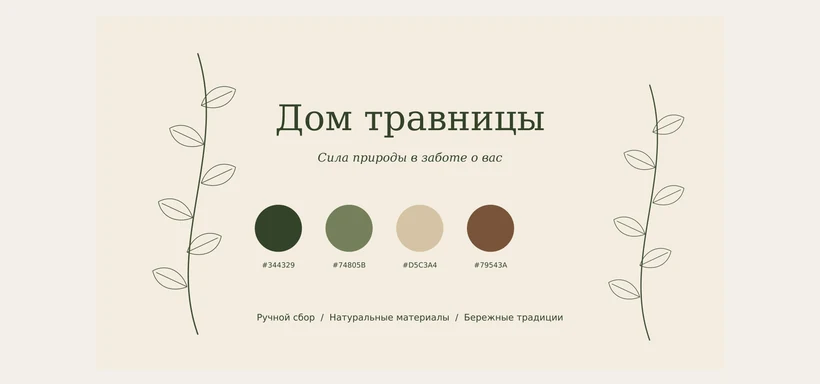 Дом травницы
Сила природы в заботе о вас
#344329 #74805B #D5C3A4 #79543A
Ручной сбор / Натуральные материалы / Бережные традиции